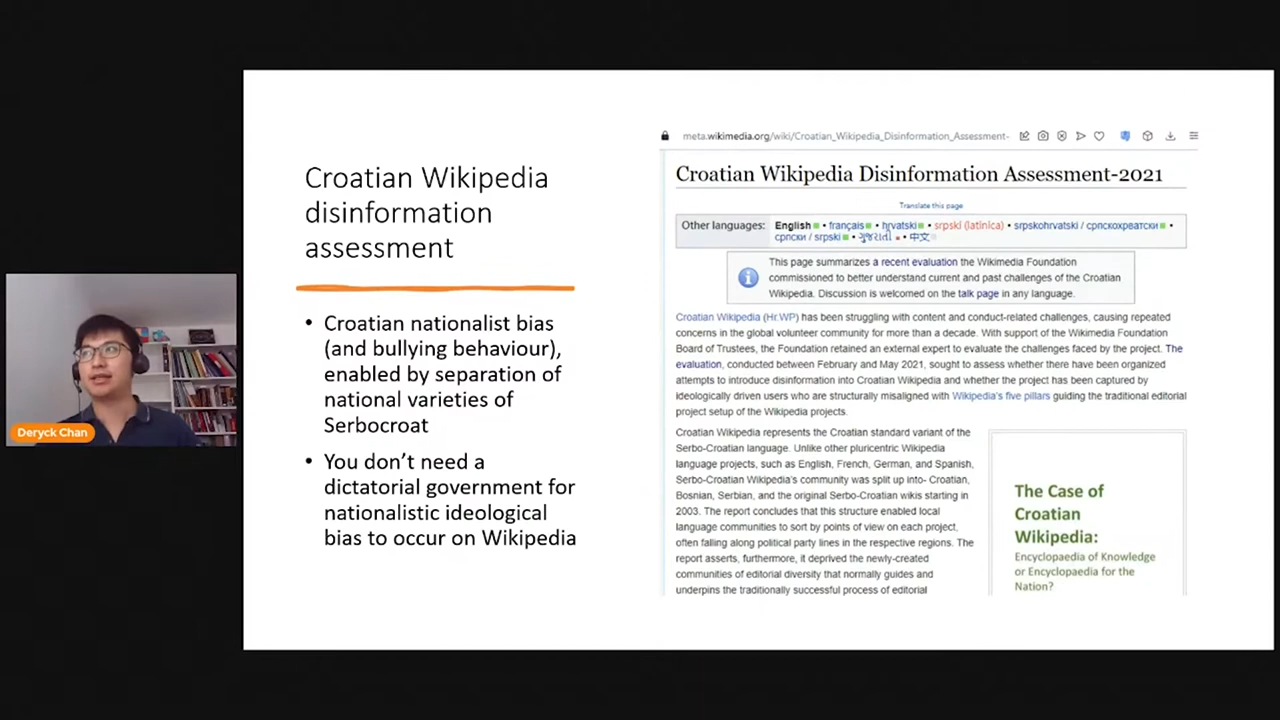 Croatian Wikipedia
disinformation
assessment
• Croatian nationalist bias
(and bullying behaviour),
enabled by separation of
national varieties of
Serbocroat
• You don't need a
dictatorial government for
nationalistic ideological
bias to occur on Wikipedia
Deryck Chan
meta.wikimedia.org/wiki/Croatian_Wikipedia_Disinformation_Assessment-
Croatian Wikipedia Disinformation Assessment-2021
Translate this page
Other languages: English • français • hrvatski • srpski (latinica) • srpskohrvatski / српскохрватски •
српски / srpski • ગુજરાતી • 中文
This page summarizes a recent evaluation the Wikimedia Foundation
commissioned to better understand current and past challenges of the Croatian
Wikipedia. Discussion is welcomed on the talk page in any language.
Croatian Wikipedia (Hr.WP) has been struggling with content and conduct-related challenges, causing repeated
concerns in the global volunteer community for more than a decade. With support of the Wikimedia Foundation
Board of Trustees, the Foundation retained an external expert to evaluate the challenges faced by the project. The
evaluation, conducted between February and May 2021, sought to assess whether there have been organized
attempts to introduce disinformation into Croatian Wikipedia and whether the project has been captured by
ideologically driven users who are structurally misaligned with Wikipedia's five pillars guiding the traditional editorial
project setup of the Wikipedia projects.
Croatian Wikipedia represents the Croatian standard variant of the
Serbo-Croatian language. Unlike other pluricentric Wikipedia
language projects, such as English, French, German, and Spanish,
Serbo-Croatian Wikipedia's community was split up into- Croatian,
Bosnian, Serbian, and the original Serbo-Croatian wikis starting in
2003. The report concludes that this structure enabled local
language communities to sort by points of view on each project,
often falling along political party lines in the respective regions. The
report asserts, furthermore, it deprived the newly-created
communities of editorial diversity that normally guides and
underpins the traditionally successful process of editorial
The Case of
Croatian
Wikipedia:
Encyclopaedia of Knowledge
or Encyclopaedia for the
Nation?